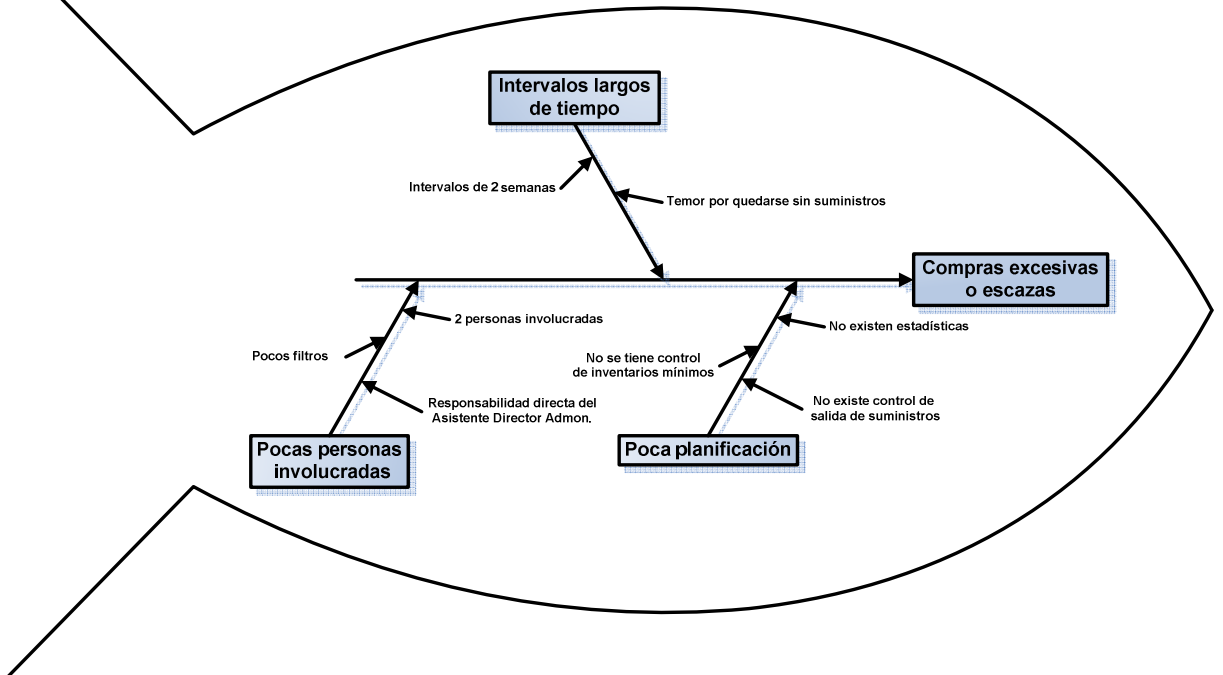 Intervalos largos
de tiempo
Intervalos de 2 semanas
Temor por quedarse sin suministros
Compras excesivas
o escazas
2 personas involucradas
Pocos filtros
Responsabilidad directa del
Asistente Director Admon.
Pocas personas
involucradas
No existen estadísticas
No se tiene control
de inventarios mínimos
No existe control de
salida de suministros
Poca planificación